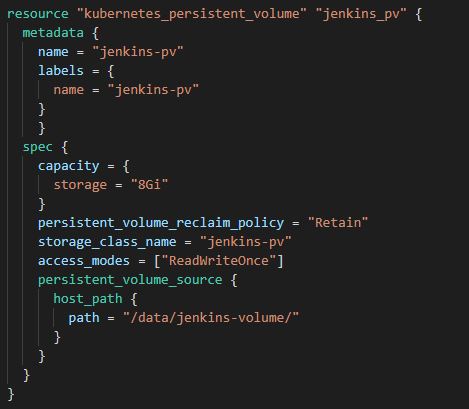 resource "kubernetes_persistent_volume" "jenkins_pv" {
  metadata {
    name = "jenkins-pv"
    labels = {
      name = "jenkins-pv"
    }
    }
  spec {
    capacity = {
      storage = "8Gi"
    }
    persistent_volume_reclaim_policy = "Retain"
    storage_class_name = "jenkins-pv"
    access_modes = ["ReadWriteOnce"]
    persistent_volume_source {
      host_path {
        path = "/data/jenkins-volume/"
      }
    }
  }
}